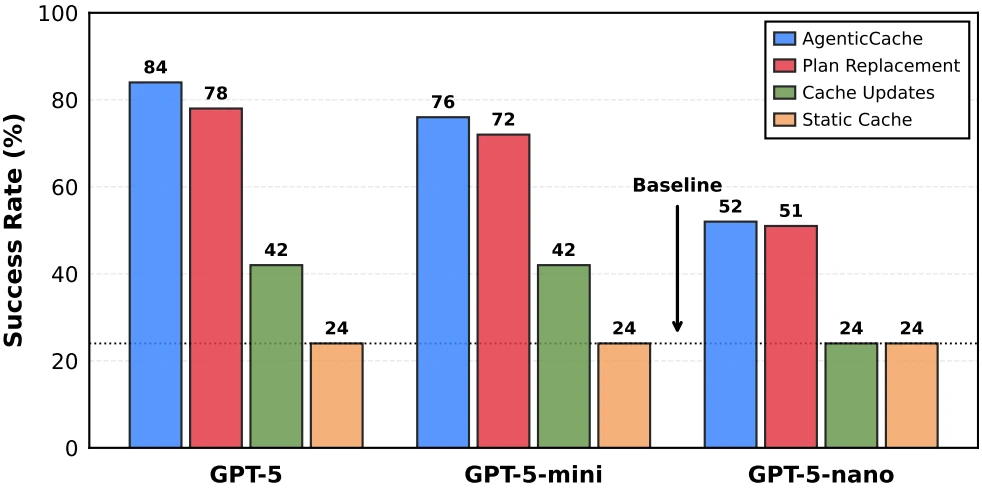 Success Rate (%)
100
80
60
40
20
0
84
78
42
24
76
72
42
24
Baseline
52
51
24
24
AgenticCache
Plan Replacement
Cache Updates
Static Cache
GPT-5
GPT-5-mini
GPT-5-nano